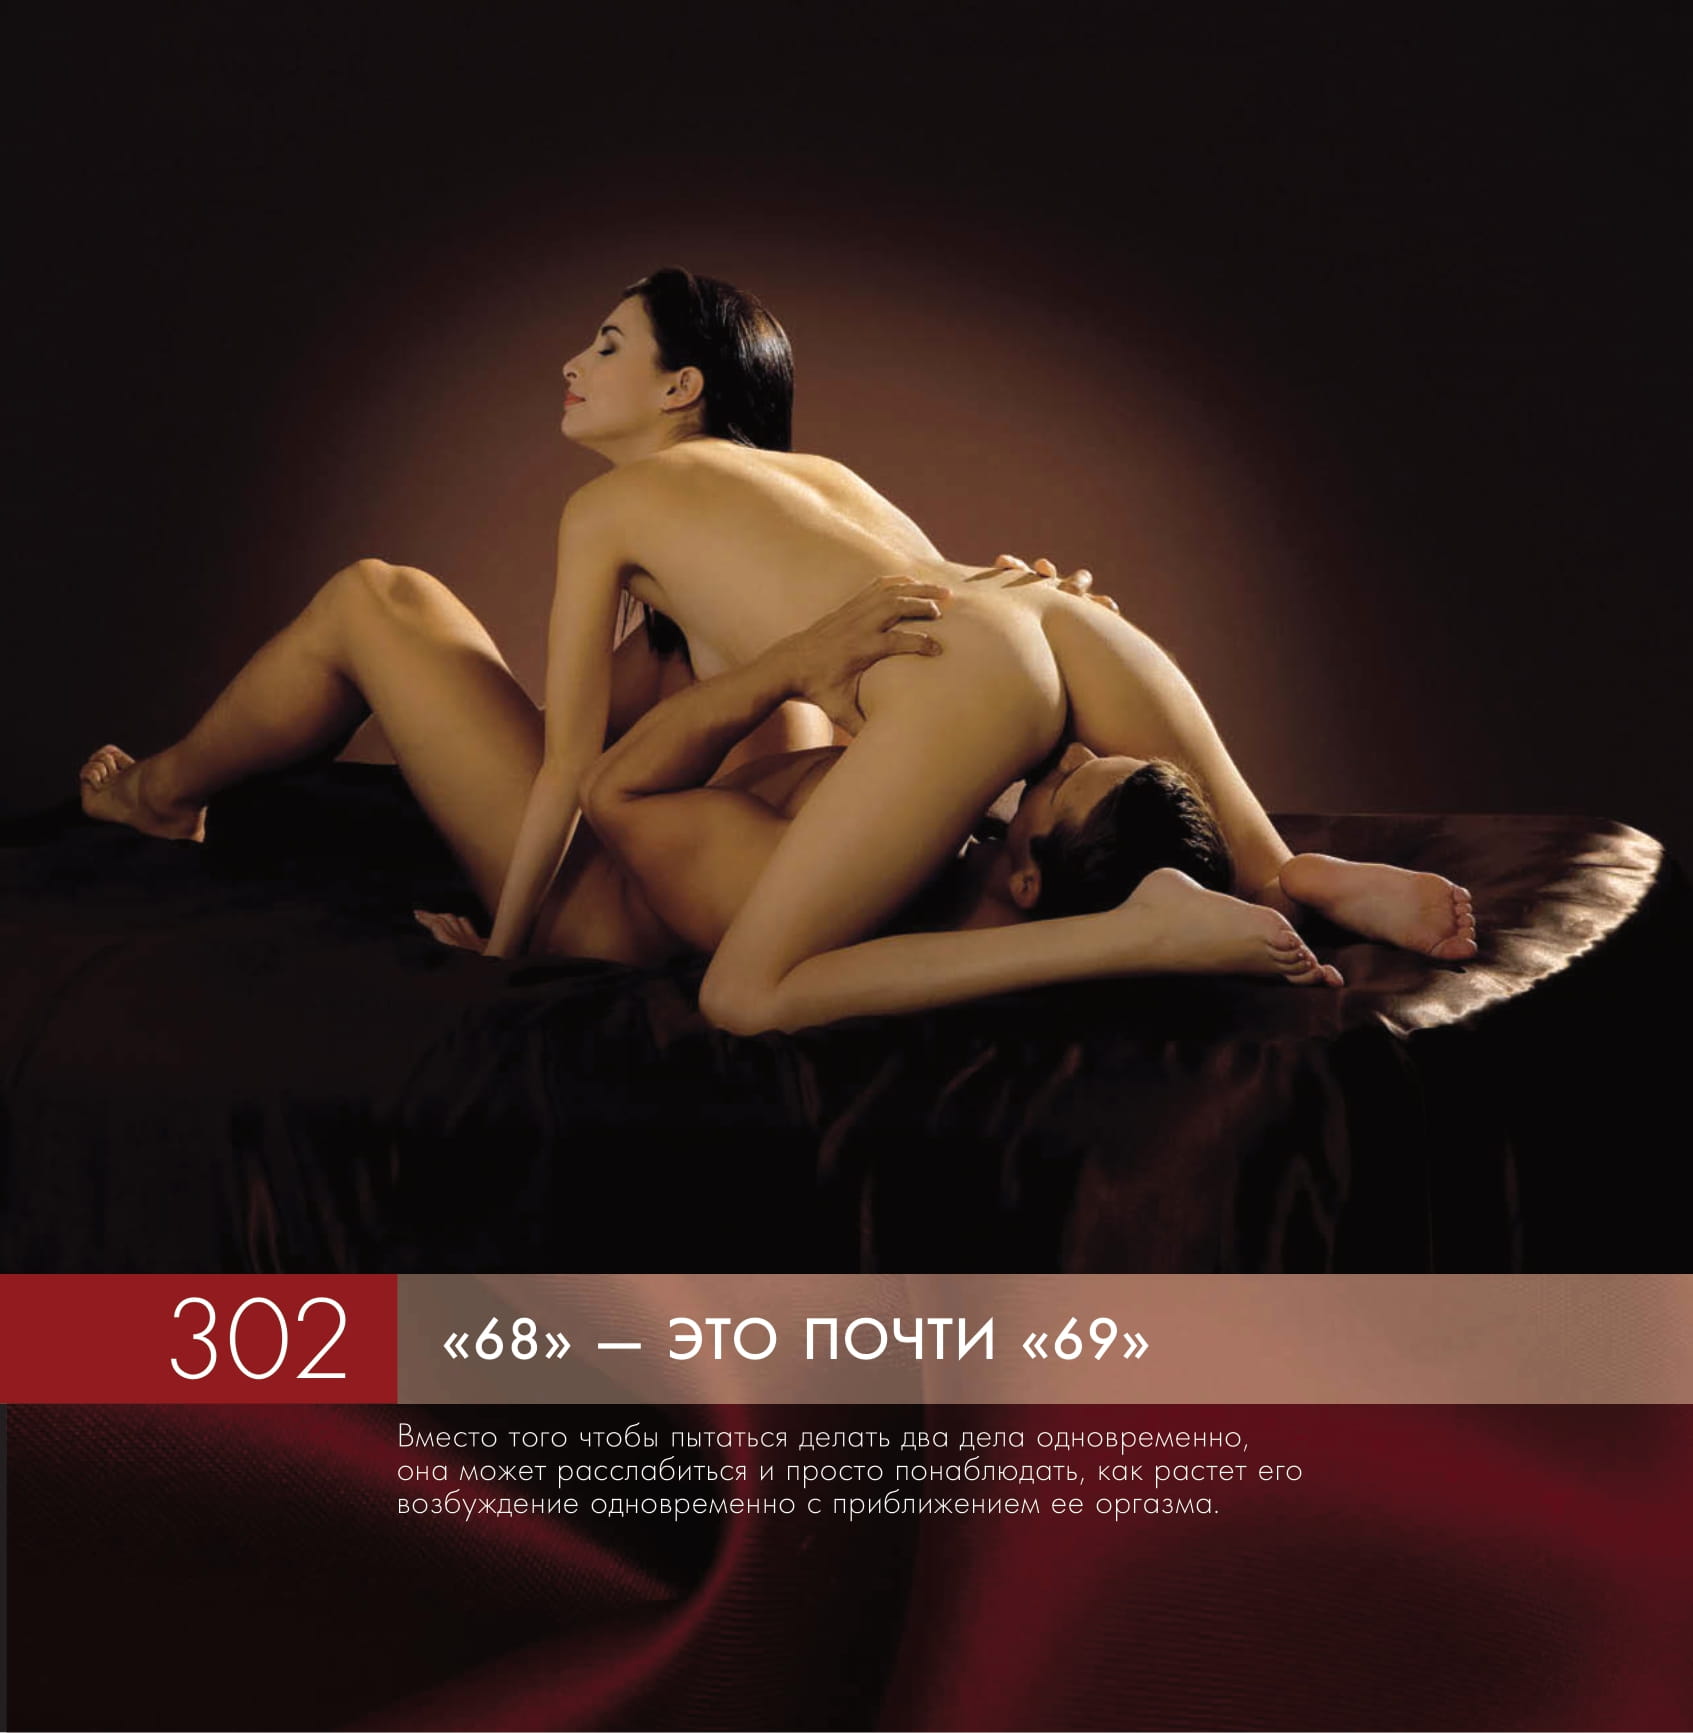 302
«68» — ЭТО ПОЧТИ «69»
Вместо того чтобы пытаться делать два дела одновременно,
она может расслабиться и просто понаблюдать, как растет его
возбуждение одновременно с приближением ее оргазма.